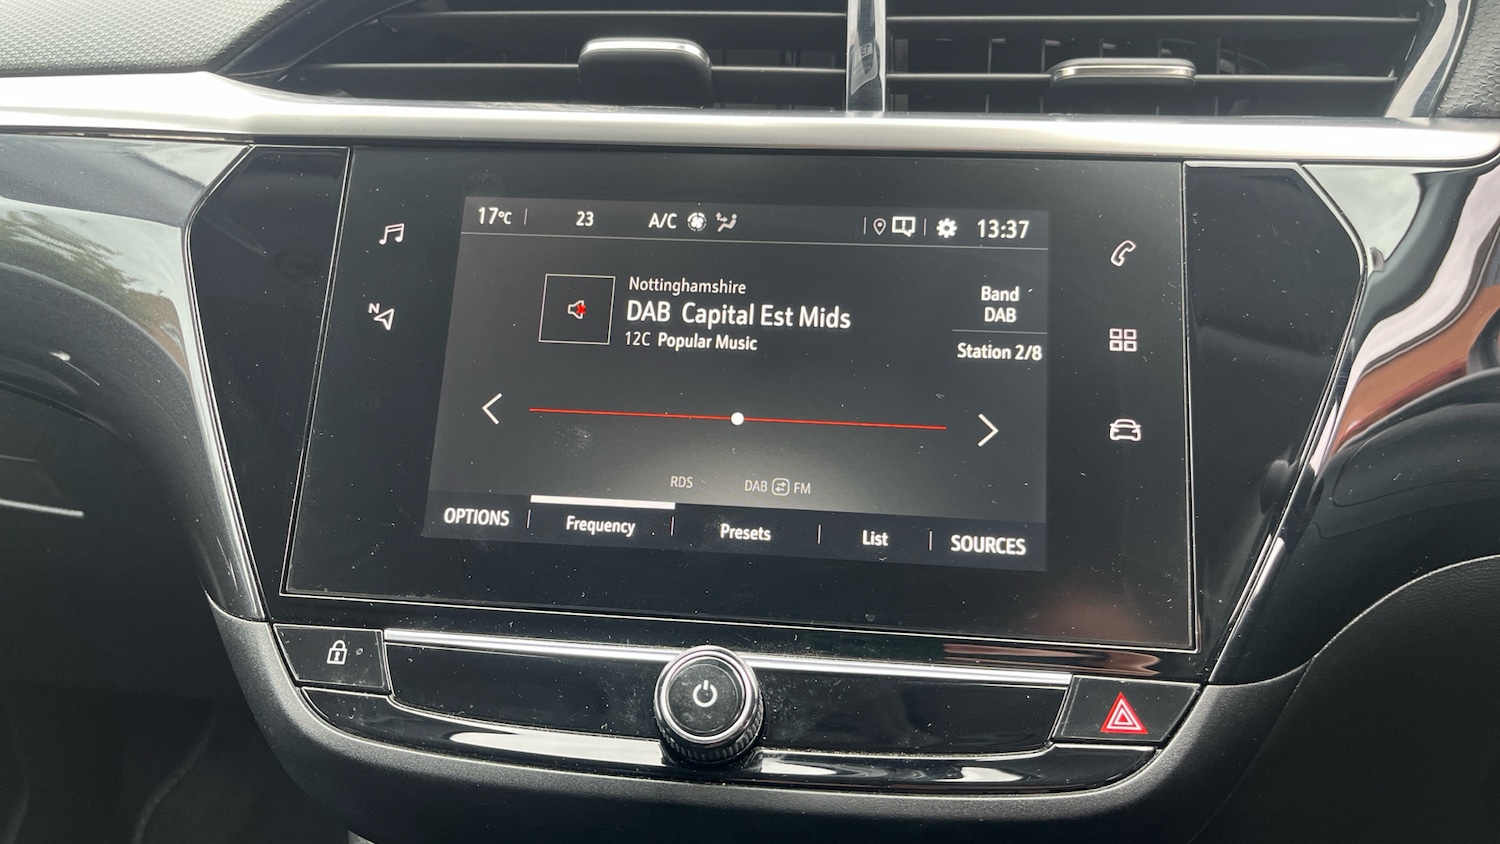 17°C 23 A/C 13:37
N
Nottinghamshire
DAB Capital Est Mids
12C Popular Music
Band
DAB
Station 2/8
RDS DAB FM
OPTIONS Frequency Presets List SOURCES